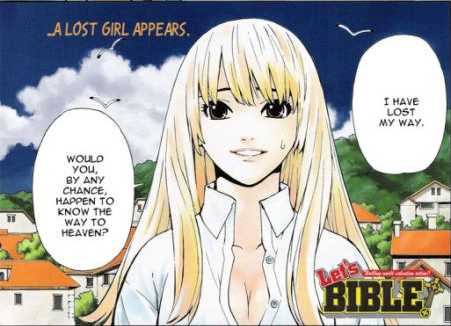 ...A LOST GIRL APPEARS.
I HAVE
LOST
MY WAY.
WOULD
YOU,
BY ANY
CHANCE,
HAPPEN TO
KNOW THE
WAY TO
HEAVEN?
Let's
BIBLE!